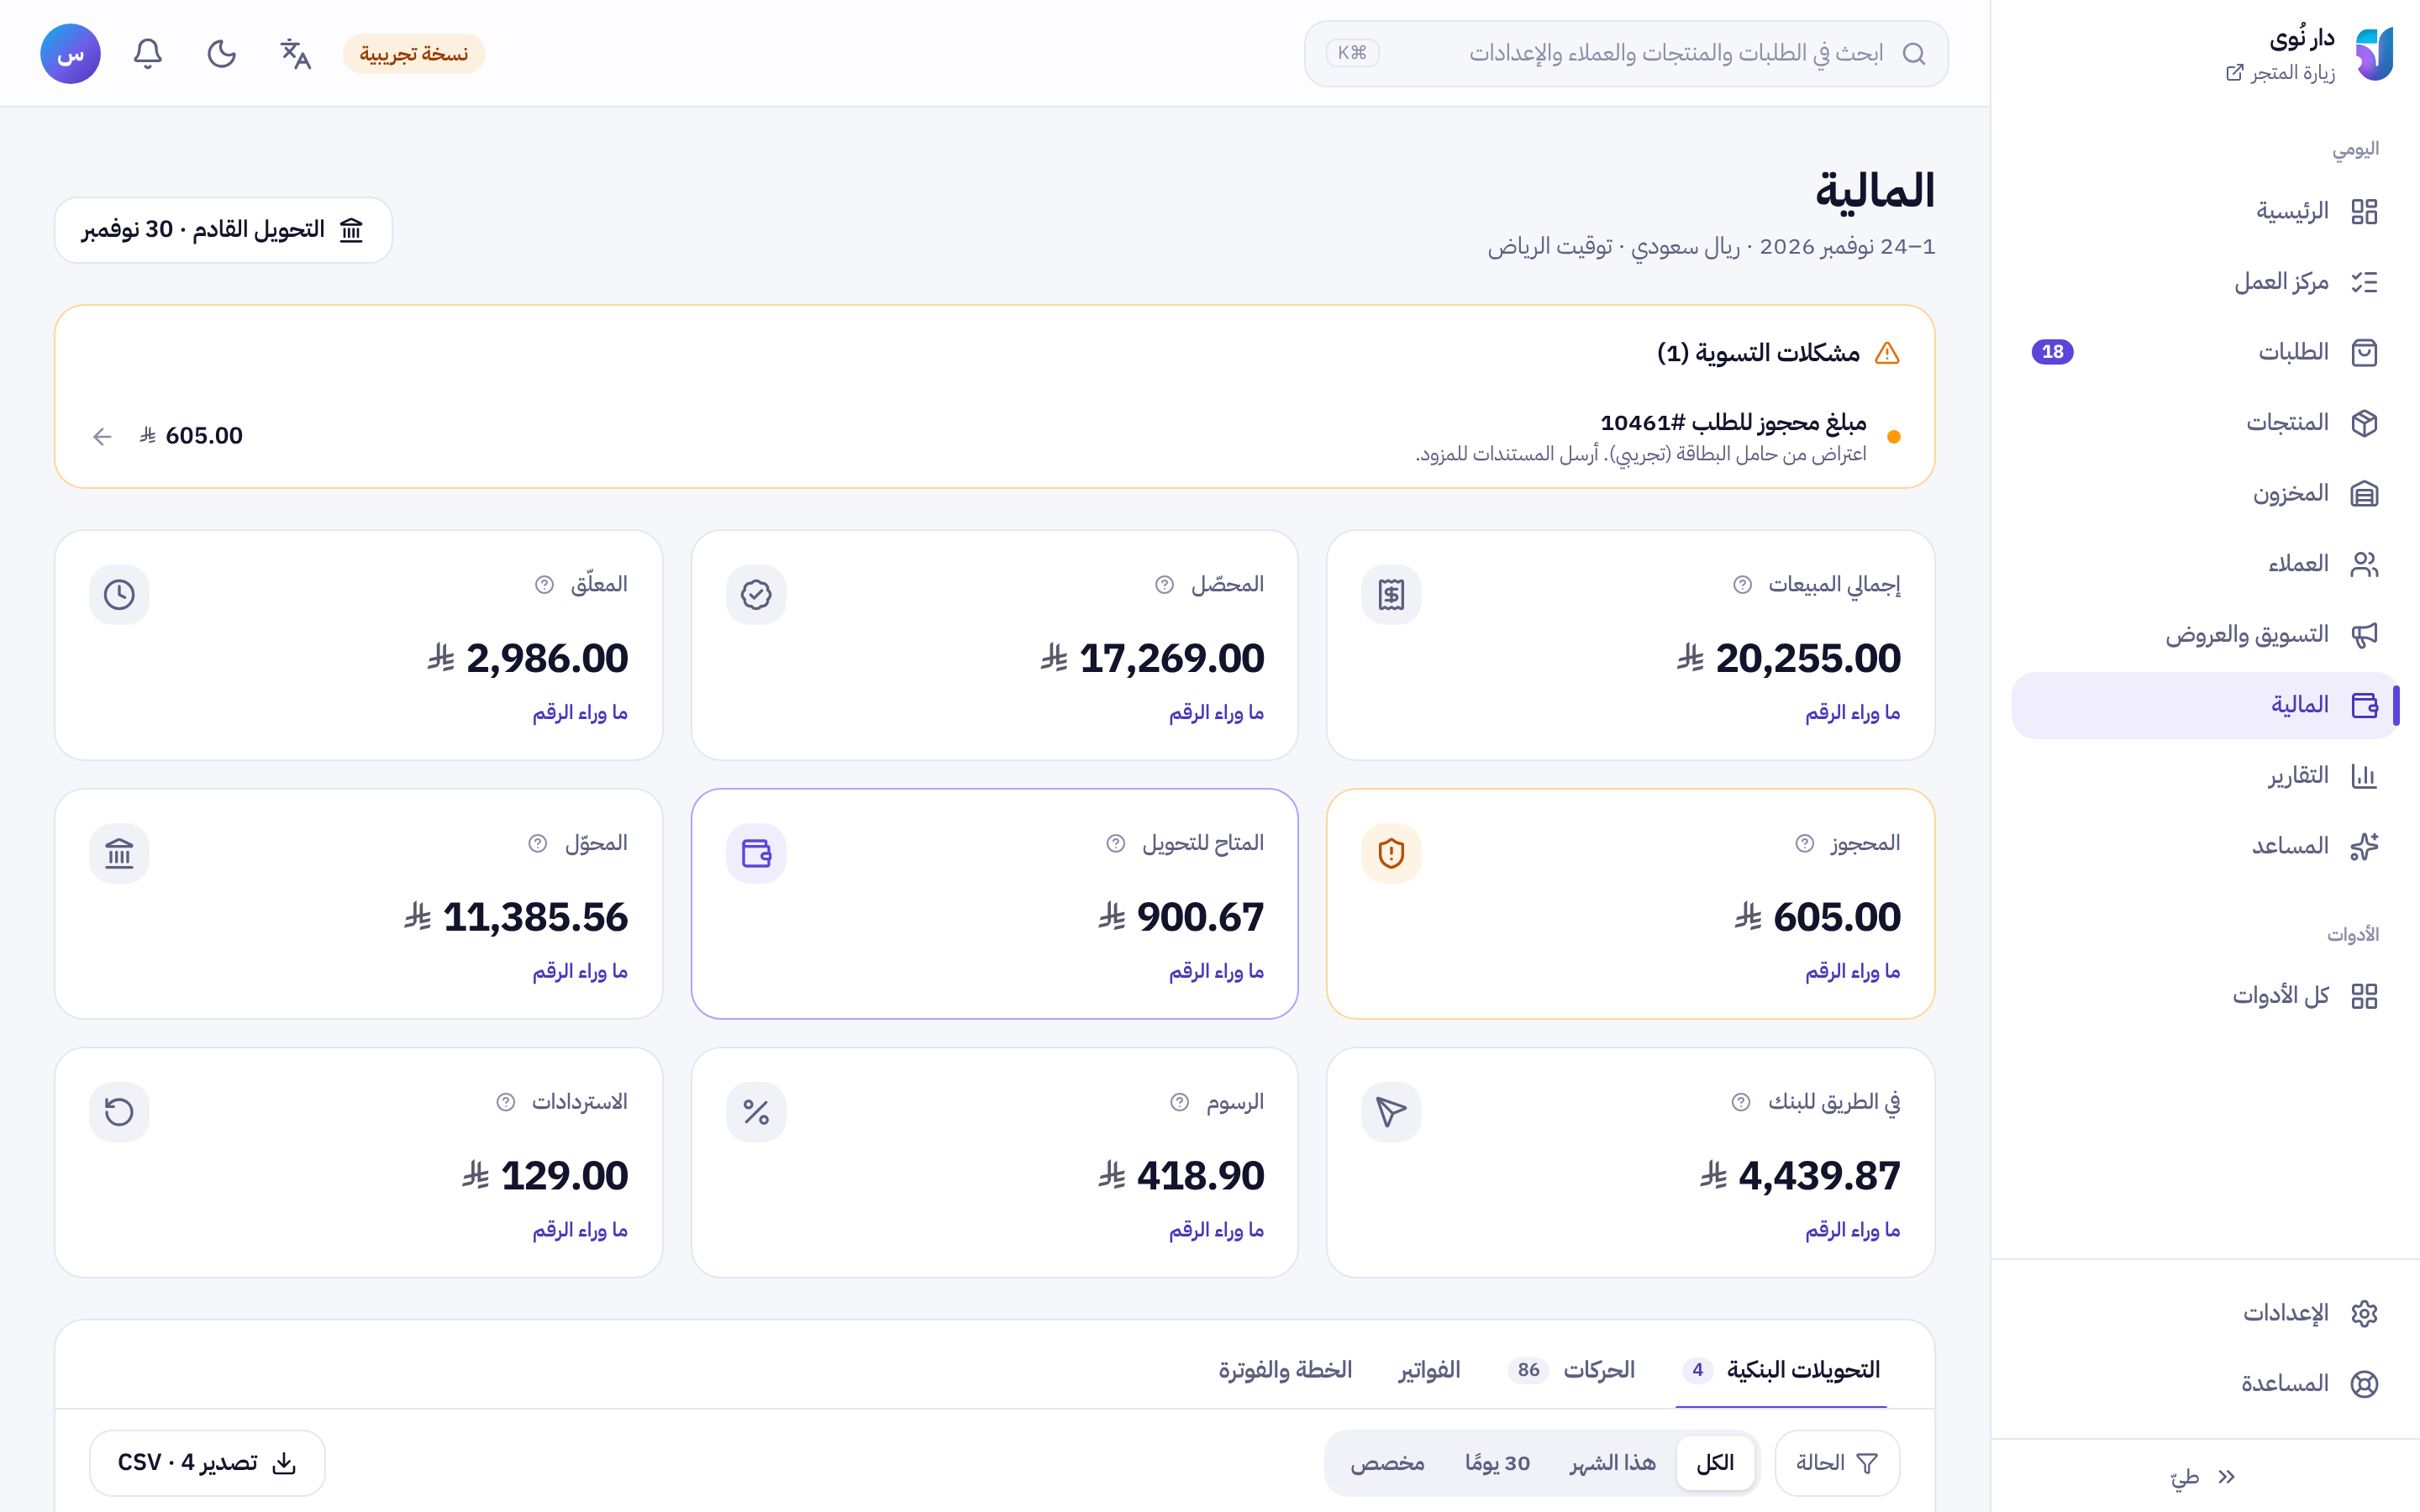 دار نُوى
زيارة المتجر
اليومي
الرئيسية
مركز العمل
الطلبات
18
المنتجات
المخزون
العملاء
التسويق والعروض
المالية
التقارير
المساعد
الأدوات
كل الأدوات
الإعدادات
المساعدة
طيّ
ابحث في الطلبات والمنتجات والعملاء والإعدادات
⌘K
نسخة تجريبية
س
المالية
1–24 نوفمبر 2026 · ريال سعودي · توقيت الرياض
التحويل القادم · 30 نوفمبر
مشكلات التسوية (1)
مبلغ محجوز للطلب #10461
اعتراض من حامل البطاقة (تجريبي). أرسل المستندات للمزود.
605.00
إجمالي المبيعات
20,255.00
ما وراء الرقم
المحصّل
17,269.00
ما وراء الرقم
المعلّق
2,986.00
ما وراء الرقم
المحجوز
605.00
ما وراء الرقم
المتاح للتحويل
900.67
ما وراء الرقم
المحوّل
11,385.56
ما وراء الرقم
في الطريق للبنك
4,439.87
ما وراء الرقم
الرسوم
418.90
ما وراء الرقم
الاستردادات
129.00
ما وراء الرقم
التحويلات البنكية 4
الحركات 86
الفواتير
الخطة والفوترة
الحالة
الكل
هذا الشهر
30 يومًا
مخصص
تصدير 4 · CSV